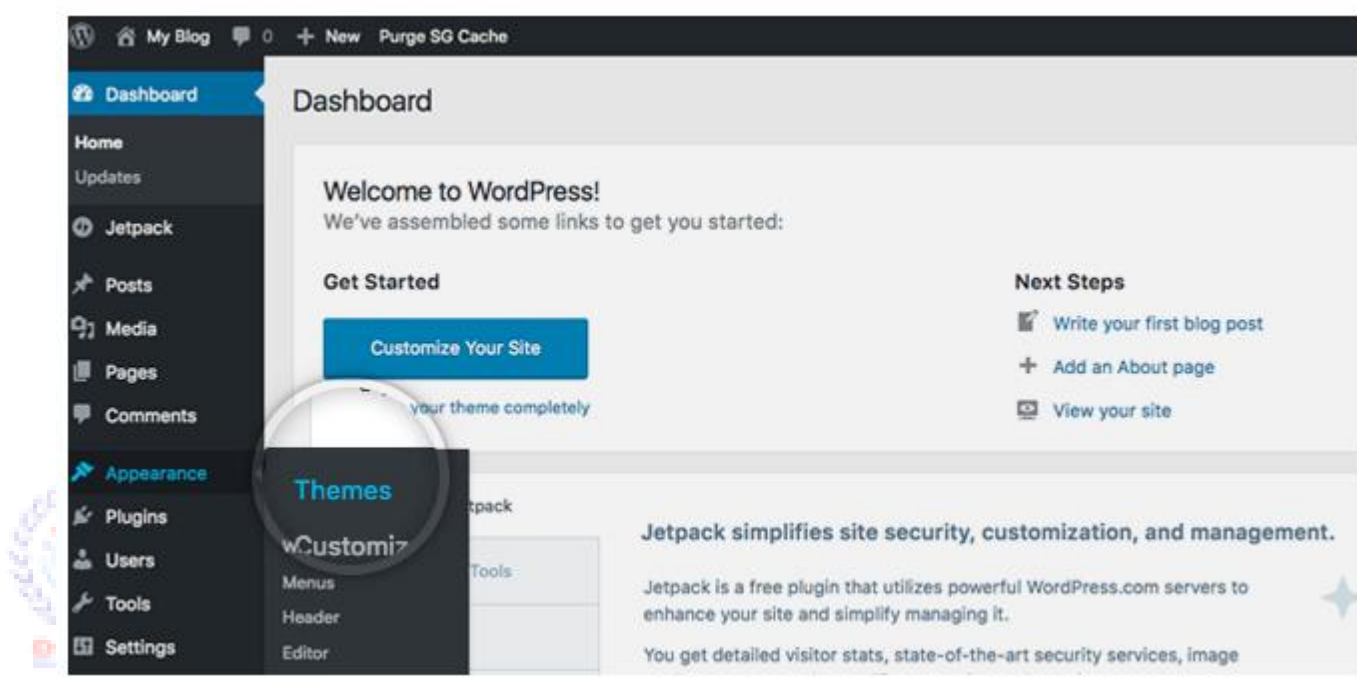 My Blog 0 + New Purge SG Cache
Dashboard
Home
Updates
Jetpack
Posts
Media
Pages
Comments
Appearance
Plugins
Users
Tools
Settings
Themes
Customiz
Menus
Header
Editor
Dashboard
Welcome to WordPress!
We've assembled some links to get you started:
Get Started
Customize Your Site
your theme completely
Next Steps
Write your first blog post
Add an About page
View your site
tpack
Tools
Jetpack simplifies site security, customization, and management.
Jetpack is a free plugin that utilizes powerful WordPress.com servers to
enhance your site and simplify managing it.
You get detailed visitor stats, state-of-the-art security services, image